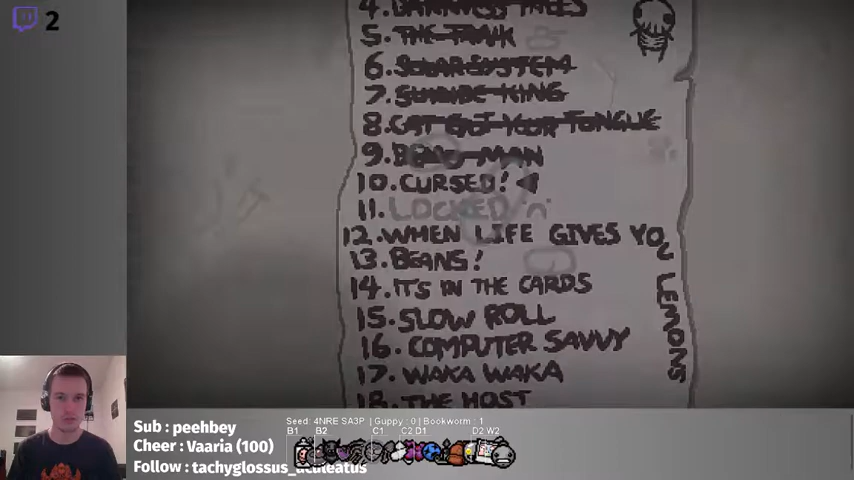 2
4. DARKNESS FALLS
5. THE TANK
6. SOLAR SYSTEM
7. SUICIDE KING
8. CAT GOT YOUR TONGUE
9. DEMO MAN
10. CURSED!
11. LOCKED 'n'
12. WHEN LIFE GIVES YOU LEMONS
13. BEANS!
14. IT'S IN THE CARDS
15. SLOW ROLL
16. COMPUTER SAVVY
17. WAKA WAKA
18. THE HOST
Sub : peehbey
Cheer : Vaaria (100)
Follow : tachyglossus_aculeatus
Seed: 4NRE SA3P | Guppy : 0 | Bookworm : 1
B1 B2 C1 C2 D1 D2 W2